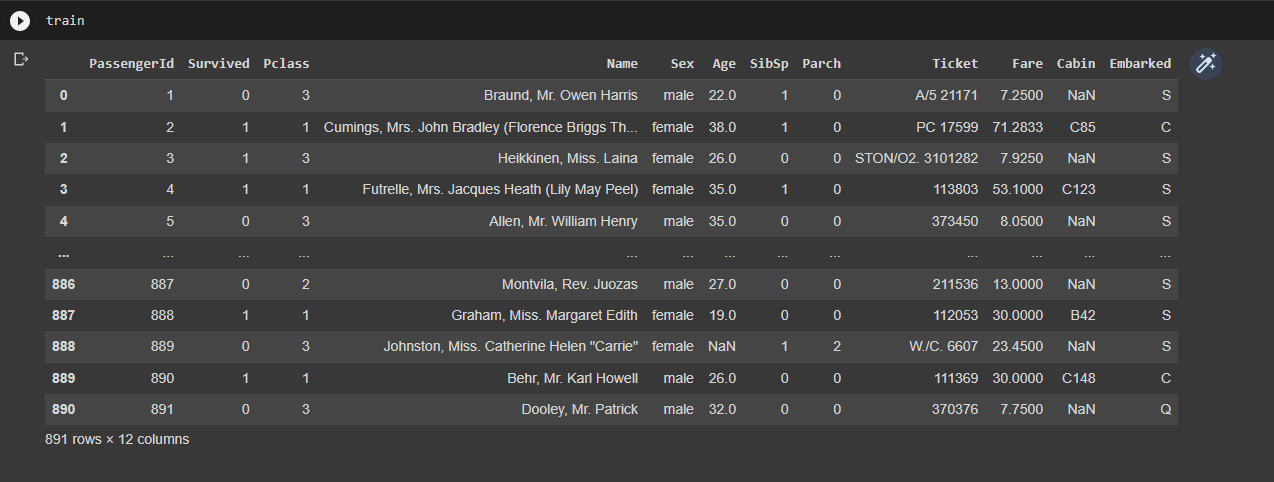 train
PassengerId Survived Pclass Name Sex Age SibSp Parch Ticket Fare Cabin Embarked
0 1 0 3 Braund, Mr. Owen Harris male 22.0 1 0 A/5 21171 7.2500 NaN S
1 2 1 1 Cumings, Mrs. John Bradley (Florence Briggs Th... female 38.0 1 0 PC 17599 71.2833 C85 C
2 3 1 3 Heikkinen, Miss. Laina female 26.0 0 0 STON/O2. 3101282 7.9250 NaN S
3 4 1 1 Futrelle, Mrs. Jacques Heath (Lily May Peel) female 35.0 1 0 113803 53.1000 C123 S
4 5 0 3 Allen, Mr. William Henry male 35.0 0 0 373450 8.0500 NaN S
... ... ... ... ... ... ... ... ... ... ... ... ...
886 887 0 2 Montvila, Rev. Juozas male 27.0 0 0 211536 13.0000 NaN S
887 888 1 1 Graham, Miss. Margaret Edith female 19.0 0 0 112053 30.0000 B42 S
888 889 0 3 Johnston, Miss. Catherine Helen "Carrie" female NaN 1 2 W./C. 6607 23.4500 NaN S
889 890 1 1 Behr, Mr. Karl Howell male 26.0 0 0 111369 30.0000 C148 C
890 891 0 3 Dooley, Mr. Patrick male 32.0 0 0 370376 7.7500 NaN Q
891 rows × 12 columns